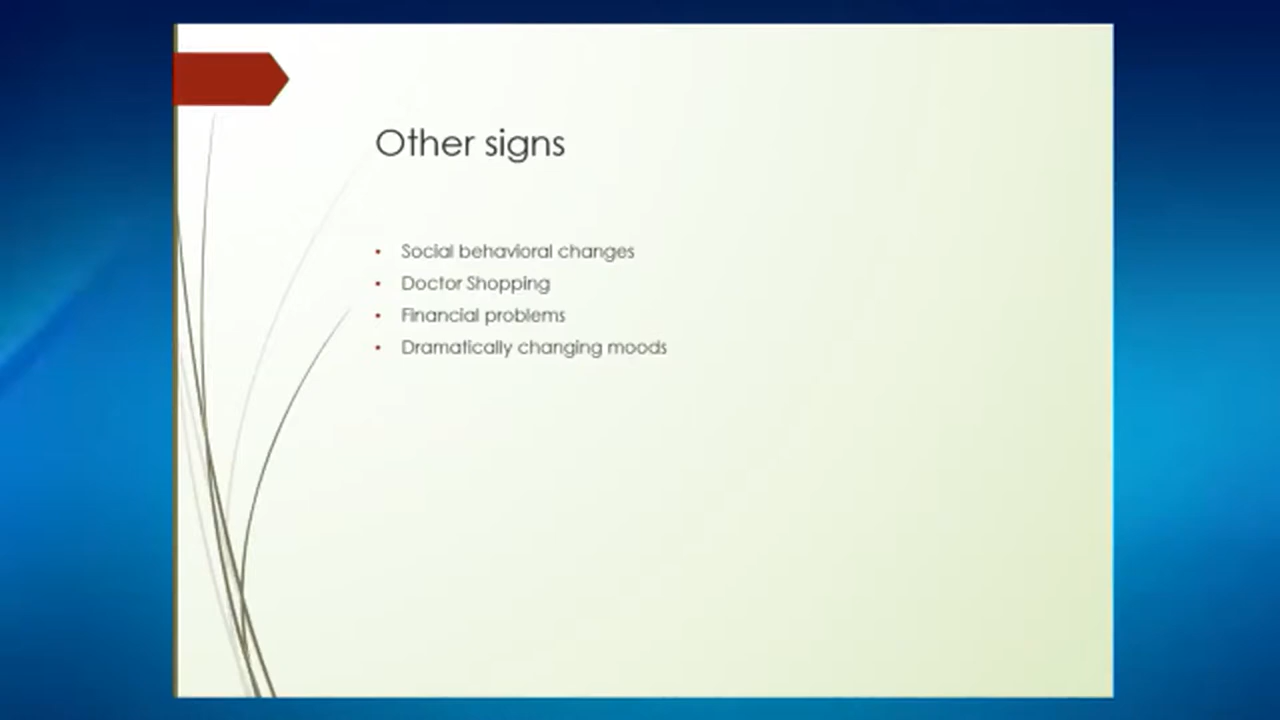 Other signs
• Social behavioral changes
• Doctor Shopping
• Financial problems
• Dramatically changing moods